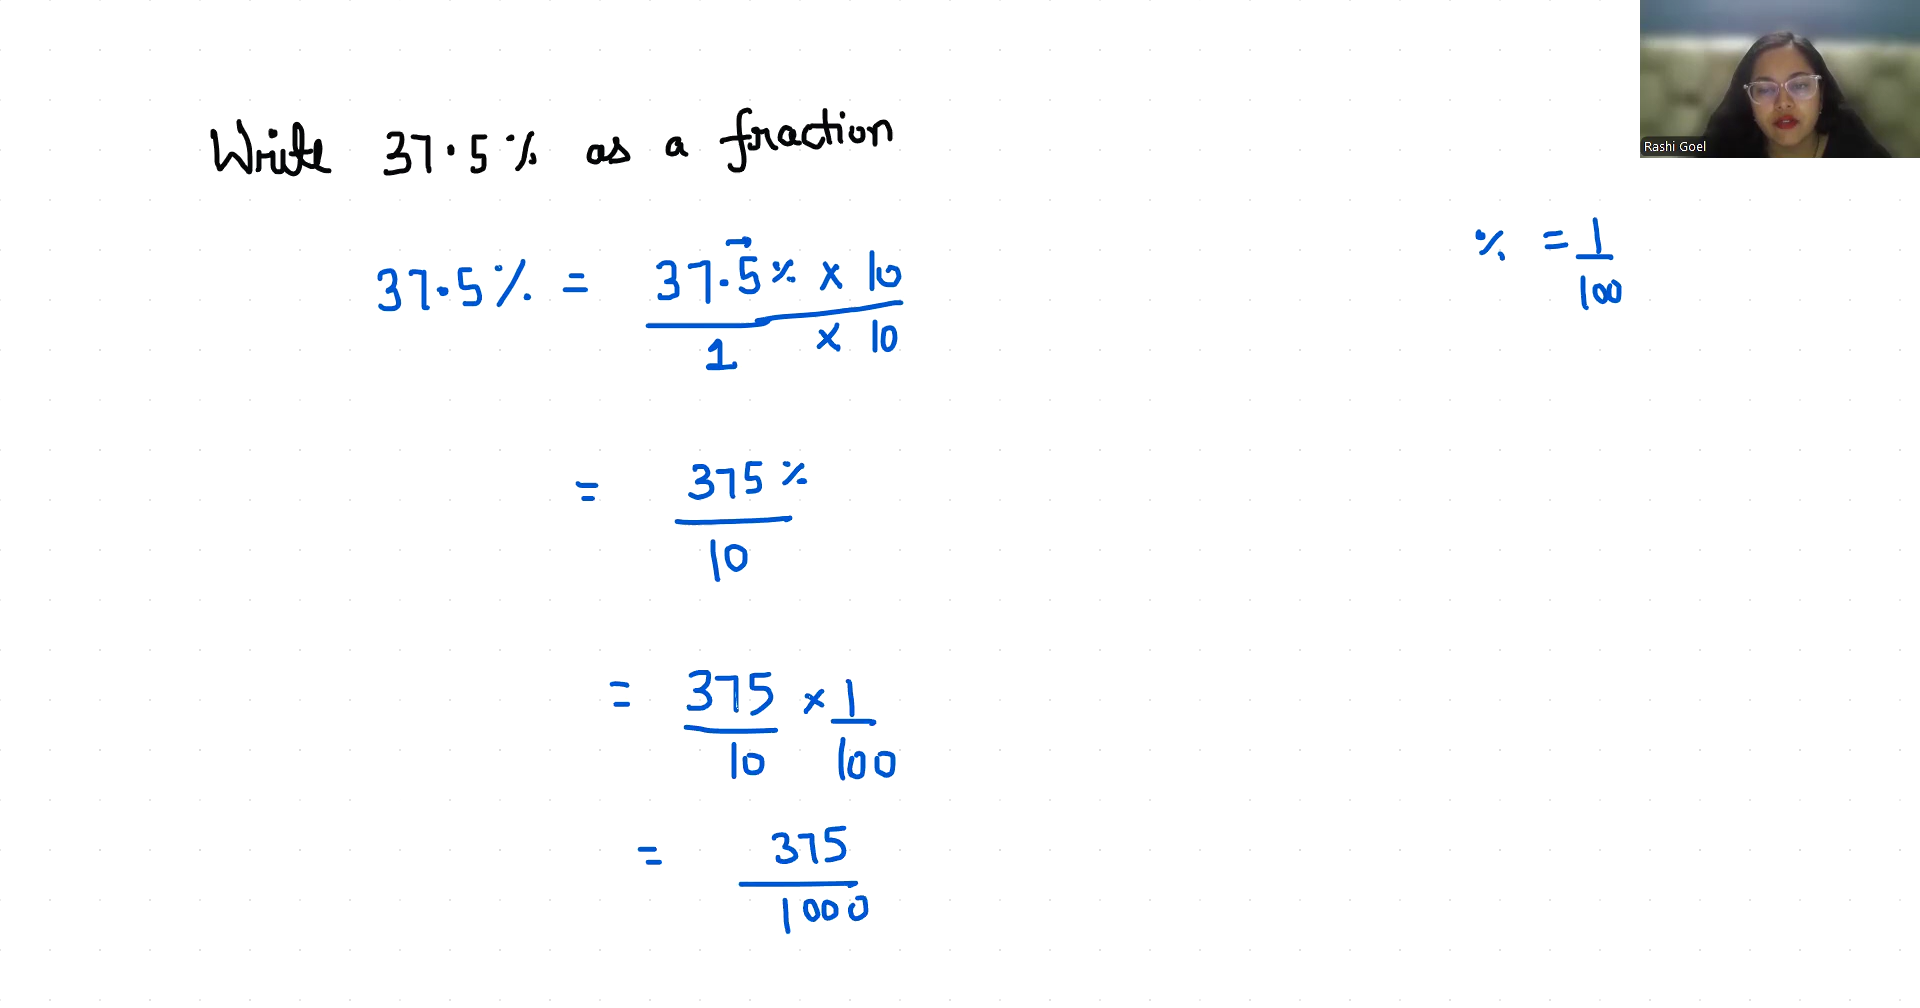 Write 37.5% as a fraction
Rashi Goel
% = 1/100
37.5% = 37.5% × 10 / 1 × 10
= 375% / 10
= 375/10 × 1/100
= 375/1000